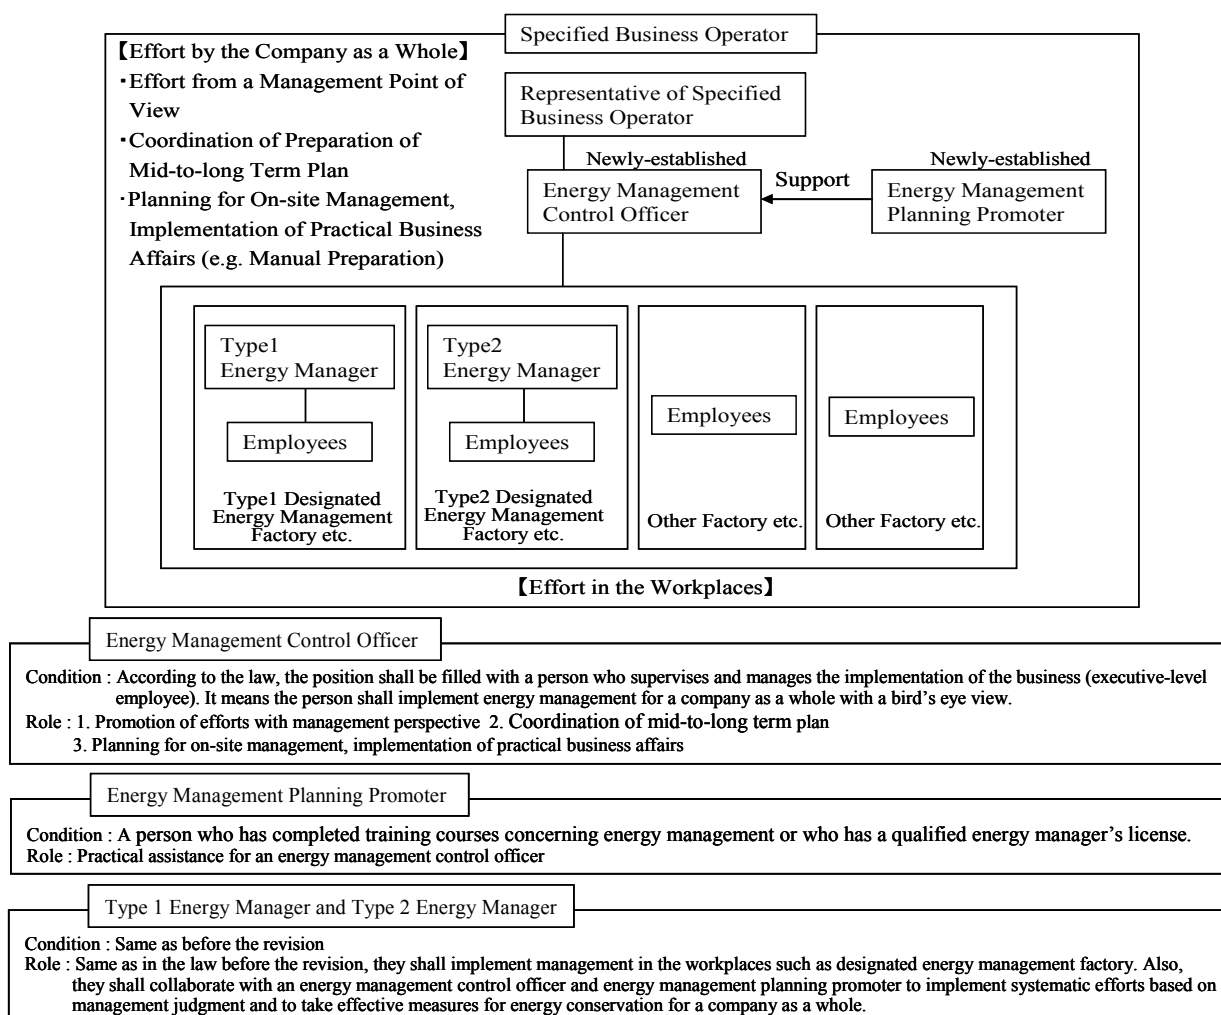 Specified Business Operator
【Effort by the Company as a Whole】
・Effort from a Management Point of
View
・Coordination of Preparation of
Mid-to-long Term Plan
・Planning for On-site Management,
Implementation of Practical Business
Affairs (e.g. Manual Preparation)
Representative of Specified
Business Operator
Newly-established
Energy Management
Control Officer
Support
Newly-established
Energy Management
Planning Promoter
Type1
Energy Manager
Employees
Type1 Designated
Energy Management
Factory etc.
Type2
Energy Manager
Employees
Type2 Designated
Energy Management
Factory etc.
Employees
Other Factory etc.
Employees
Other Factory etc.
【Effort in the Workplaces】
Energy Management Control Officer
Condition : According to the law, the position shall be filled with a person who supervises and manages the implementation of the business (executive-level
employee). It means the person shall implement energy management for a company as a whole with a bird's eye view.
Role : 1. Promotion of efforts with management perspective 2. Coordination of mid-to-long term plan
3. Planning for on-site management, implementation of practical business affairs
Energy Management Planning Promoter
Condition : A person who has completed training courses concerning energy management or who has a qualified energy manager's license.
Role : Practical assistance for an energy management control officer
Type 1 Energy Manager and Type 2 Energy Manager
Condition : Same as before the revision
Role : Same as in the law before the revision, they shall implement management in the workplaces such as designated energy management factory. Also,
they shall collaborate with an energy management control officer and energy management planning promoter to implement systematic efforts based on
management judgment and to take effective measures for energy conservation for a company as a whole.